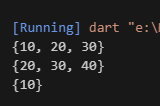 [Running] dart "e:\
{10, 20, 30}
{20, 30, 40}
{10}